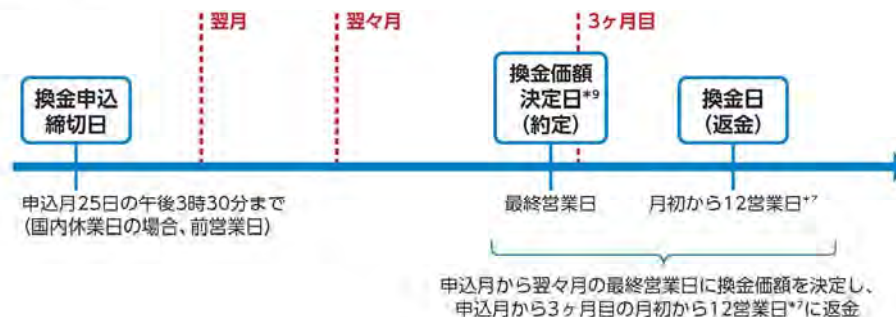 翌月
翌々月
3ヶ月目
換金申込
締切日
換金価額
決定日*9
(約定)
換金日
(返金)
申込月25日の午後3時30分まで
(国内休業日の場合、前営業日)
最終営業日
月初から12営業日*7
申込月から翌々月の最終営業日に換金価額を決定し、
申込月から3ヶ月目の月初から12営業日*7に返金